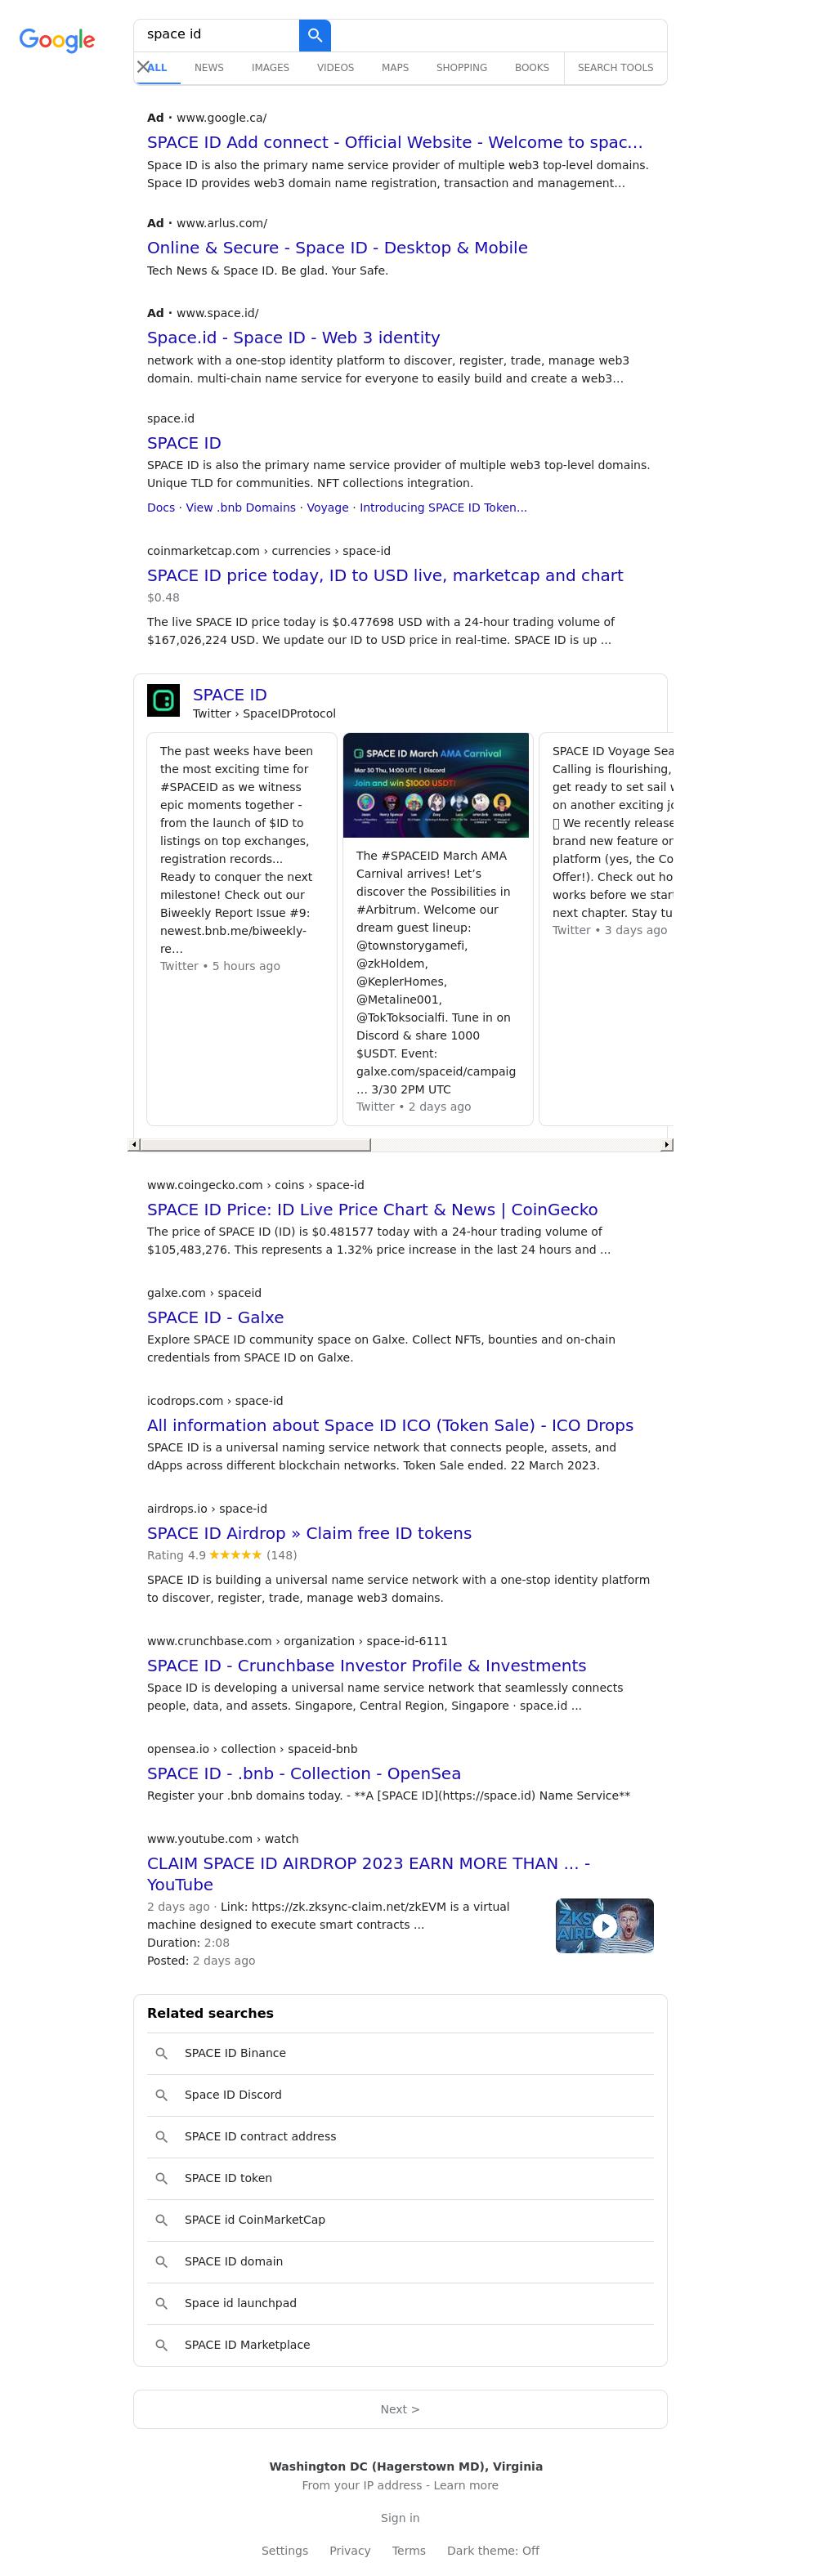 Google
space id
ALL NEWS IMAGES VIDEOS MAPS SHOPPING BOOKS SEARCH TOOLS
Ad · www.google.ca/
SPACE ID Add connect - Official Website - Welcome to spac...
Space ID is also the primary name service provider of multiple web3 top-level domains.
Space ID provides web3 domain name registration, transaction and management...
Ad · www.arlus.com/
Online & Secure - Space ID - Desktop & Mobile
Tech News & Space ID. Be glad. Your Safe.
Ad · www.space.id/
Space.id - Space ID - Web 3 identity
network with a one-stop identity platform to discover, register, trade, manage web3
domain. multi-chain name service for everyone to easily build and create a web3...
space.id
SPACE ID
SPACE ID is also the primary name service provider of multiple web3 top-level domains.
Unique TLD for communities. NFT collections integration.
Docs · View .bnb Domains · Voyage · Introducing SPACE ID Token...
coinmarketcap.com › currencies › space-id
SPACE ID price today, ID to USD live, marketcap and chart
$0.48
The live SPACE ID price today is $0.477698 USD with a 24-hour trading volume of
$167,026,224 USD. We update our ID to USD price in real-time. SPACE ID is up ...
SPACE ID
Twitter › SpaceIDProtocol
The past weeks have been
the most exciting time for
#SPACEID as we witness
epic moments together -
from the launch of $ID to
listings on top exchanges,
registration records...
Ready to conquer the next
milestone! Check out our
Biweekly Report Issue #9:
newest.bnb.me/biweekly-
re...
Twitter • 5 hours ago
SPACE ID March AMA Carnival
Mar 30 Thu, 14:00 UTC | Discord
Join and win $1000 USDT!
The #SPACEID March AMA
Carnival arrives! Let’s
discover the Possibilities in
#Arbitrum. Welcome our
dream guest lineup:
@townstorygamefi,
@zkHoldem,
@KeplerHomes,
@Metaline001,
@TokToksocialfi. Tune in on
Discord & share 1000
$USDT. Event:
galxe.com/spaceid/campaig
... 3/30 2PM UTC
Twitter • 2 days ago
SPACE ID Voyage Sea
Calling is flourishing,
get ready to set sail
on another exciting
We recently release
brand new feature
platform (yes, the
Offer!). Check out
works before we
next chapter. Stay
Twitter • 3 days ago
www.coingecko.com › coins › space-id
SPACE ID Price: ID Live Price Chart & News | CoinGecko
The price of SPACE ID (ID) is $0.481577 today with a 24-hour trading volume of
$105,483,276. This represents a 1.32% price increase in the last 24 hours and ...
galxe.com › spaceid
SPACE ID - Galxe
Explore SPACE ID community space on Galxe. Collect NFTs, bounties and on-chain
credentials from SPACE ID on Galxe.
icodrops.com › space-id
All information about Space ID ICO (Token Sale) - ICO Drops
SPACE ID is a universal naming service network that connects people, assets, and
dApps across different blockchain networks. Token Sale ended. 22 March 2023.
airdrops.io › space-id
SPACE ID Airdrop » Claim free ID tokens
Rating 4.9 ★★★★★ (148)
SPACE ID is building a universal name service network with a one-stop identity platform
to discover, register, trade, manage web3 domains.
www.crunchbase.com › organization › space-id-6111
SPACE ID - Crunchbase Investor Profile & Investments
Space ID is developing a universal name service network that seamlessly connects
people, data, and assets. Singapore, Central Region, Singapore · space.id ...
opensea.io › collection › spaceid-bnb
SPACE ID - .bnb - Collection - OpenSea
Register your .bnb domains today. - **A [SPACE ID](https://space.id) Name Service**
www.youtube.com › watch
CLAIM SPACE ID AIRDROP 2023 EARN MORE THAN ... -
YouTube
2 days ago · Link: https://zk.zksync-claim.net/zkEVM is a virtual
machine designed to execute smart contracts ...
Duration: 2:08
Posted: 2 days ago
Related searches
SPACE ID Binance
Space ID Discord
SPACE ID contract address
SPACE ID token
SPACE id CoinMarketCap
SPACE ID domain
Space id launchpad
SPACE ID Marketplace
Next >
Washington DC (Hagerstown MD), Virginia
From your IP address - Learn more
Sign in
Settings Privacy Terms Dark theme: Off